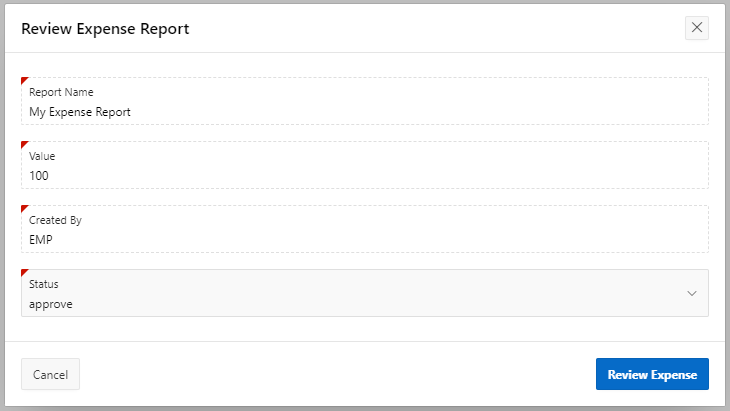 Review Expense Report
Report Name
My Expense Report
Value
100
Created By
EMP
Status
approve
Cancel
Review Expense